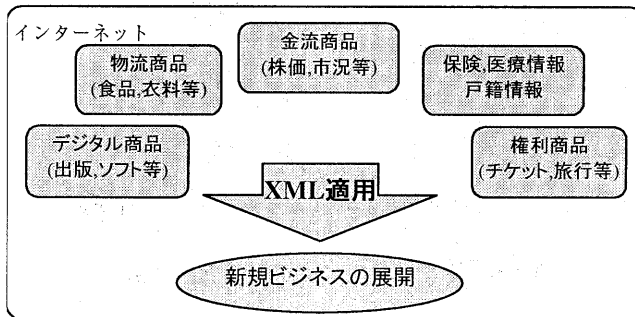 インターネット
金流商品
(株価,市況等)
物流商品
(食品,衣料等)
保険,医療情報
戸籍情報
デジタル商品
(出版,ソフト等)
権利商品
(チケット,旅行等)
XML適用
新規ビジネスの展開